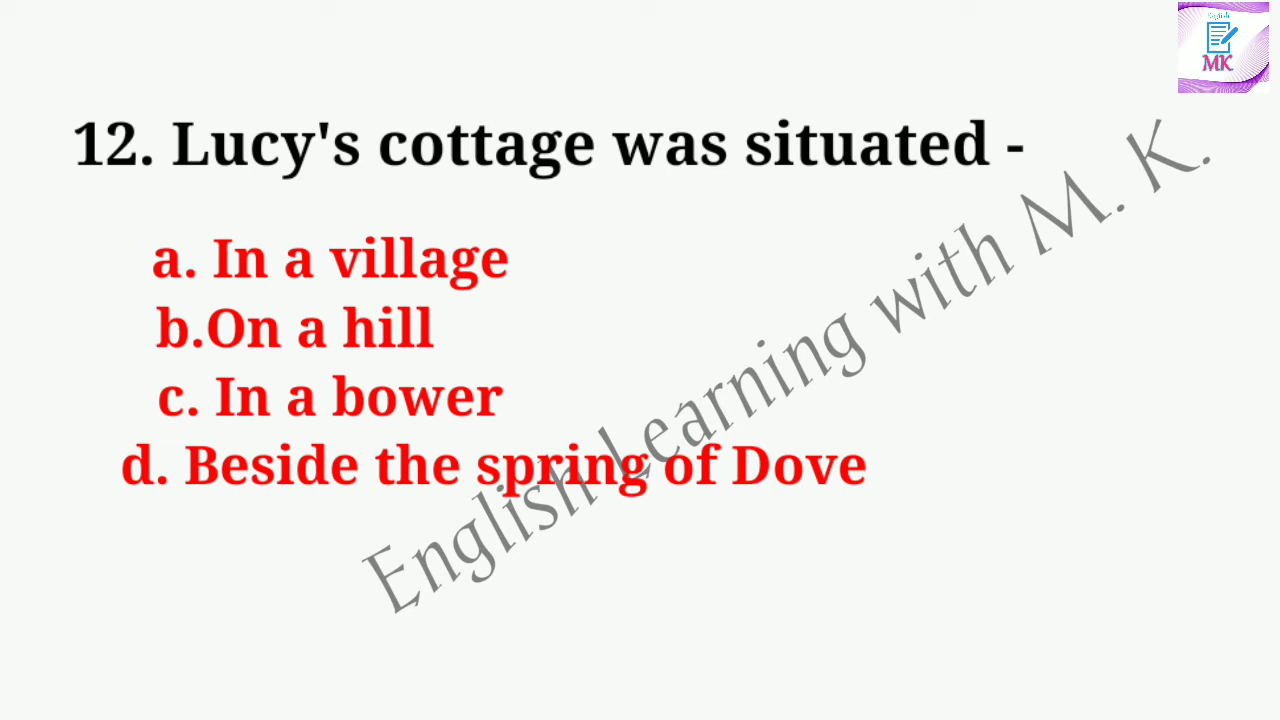 English
MK
12. Lucy's cottage was situated -
a. In a village
b.On a hill
c. In a bower
d. Beside the spring of Dove
English Learning with M. K.